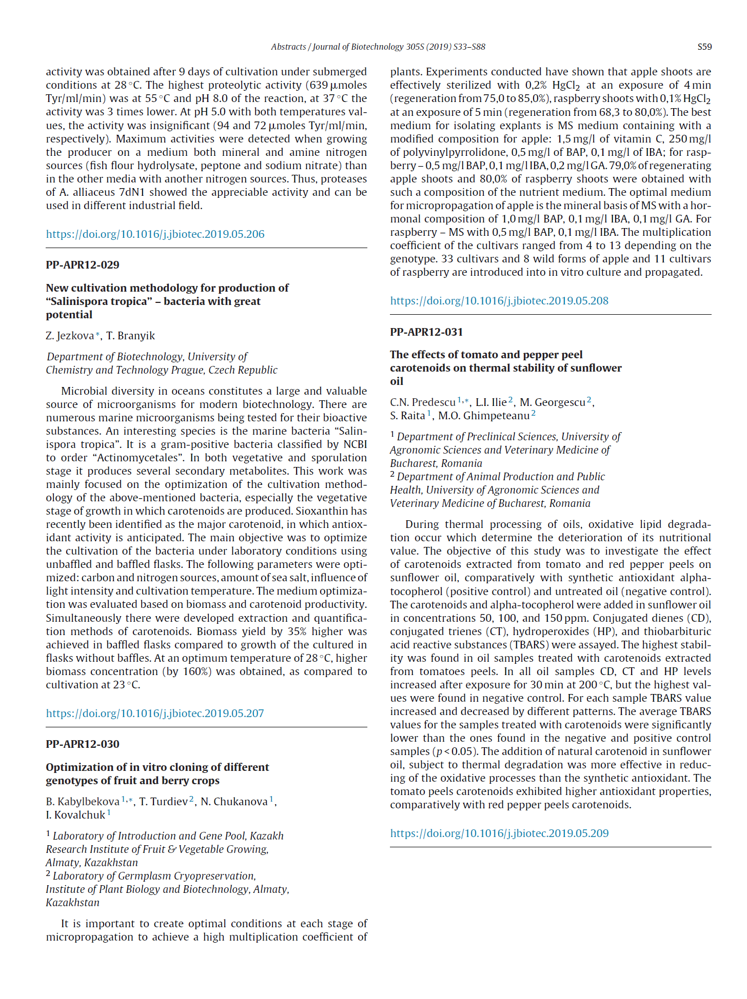 Abstracts / Journal of Biotechnology 305S (2019) S33–S88
S59
activity was obtained after 9 days of cultivation under submerged
conditions at 28 °C. The highest proteolytic activity (639 μmoles
Tyr/ml/min) was at 55 °C and pH 8.0 of the reaction, at 37 °C the
activity was 3 times lower. At pH 5.0 with both temperatures val-
ues, the activity was insignificant (94 and 72 μmoles Tyr/ml/min,
respectively). Maximum activities were detected when growing
the producer on a medium both mineral and amine nitrogen
sources (fish flour hydrolysate, peptone and sodium nitrate) than
in the other media with another nitrogen sources. Thus, proteases
of A. alliaceus 7dN1 showed the appreciable activity and can be
used in different industrial field.
https://doi.org/10.1016/j.jbiotec.2019.05.206
PP-APR12-029
New cultivation methodology for production of
“Salinispora tropica” – bacteria with great
potential
Z. Jezkova *, T. Branyik
Department of Biotechnology, University of
Chemistry and Technology Prague, Czech Republic
Microbial diversity in oceans constitutes a large and valuable
source of microorganisms for modern biotechnology. There are
numerous marine microorganisms being tested for their bioactive
substances. An interesting species is the marine bacteria “Salin-
ispora tropica”. It is a gram-positive bacteria classified by NCBI
to order “Actinomycetales”. In both vegetative and sporulation
stage it produces several secondary metabolites. This work was
mainly focused on the optimization of the cultivation method-
ology of the above-mentioned bacteria, especially the vegetative
stage of growth in which carotenoids are produced. Sioxanthin has
recently been identified as the major carotenoid, in which antiox-
idant activity is anticipated. The main objective was to optimize
the cultivation of the bacteria under laboratory conditions using
unbaffled and baffled flasks. The following parameters were opti-
mized: carbon and nitrogen sources, amount of sea salt, influence of
light intensity and cultivation temperature. The medium optimiza-
tion was evaluated based on biomass and carotenoid productivity.
Simultaneously there were developed extraction and quantifica-
tion methods of carotenoids. Biomass yield by 35% higher was
achieved in baffled flasks compared to growth of the cultured in
flasks without baffles. At an optimum temperature of 28 °C, higher
biomass concentration (by 160%) was obtained, as compared to
cultivation at 23 °C.
https://doi.org/10.1016/j.jbiotec.2019.05.207
PP-APR12-030
Optimization of in vitro cloning of different
genotypes of fruit and berry crops
B. Kabylbekova 1,*, T. Turdiev 2, N. Chukanova 1,
I. Kovalchuk 1
1 Laboratory of Introduction and Gene Pool, Kazakh
Research Institute of Fruit & Vegetable Growing,
Almaty, Kazakhstan
2 Laboratory of Germplasm Cryopreservation,
Institute of Plant Biology and Biotechnology, Almaty,
Kazakhstan
It is important to create optimal conditions at each stage of
micropropagation to achieve a high multiplication coefficient of
plants. Experiments conducted have shown that apple shoots are
effectively sterilized with 0,2% HgCl2 at an exposure of 4 min
(regeneration from 75,0 to 85,0%), raspberry shoots with 0,1% HgCl2
at an exposure of 5 min (regeneration from 68,3 to 80,0%). The best
medium for isolating explants is MS medium containing with a
modified composition for apple: 1,5 mg/l of vitamin C, 250 mg/l
of polyvinylpyrrolidone, 0,5 mg/l of BAP, 0,1 mg/l of IBA; for rasp-
berry – 0,5 mg/l BAP, 0,1 mg/l IBA, 0,2 mg/l GA. 79,0% of regenerating
apple shoots and 80,0% of raspberry shoots were obtained with
such a composition of the nutrient medium. The optimal medium
for micropropagation of apple is the mineral basis of MS with a hor-
monal composition of 1,0 mg/l BAP, 0,1 mg/l IBA, 0,1 mg/l GA. For
raspberry – MS with 0,5 mg/l BAP, 0,1 mg/l IBA. The multiplication
coefficient of the cultivars ranged from 4 to 13 depending on the
genotype. 33 cultivars and 8 wild forms of apple and 11 cultivars
of raspberry are introduced into in vitro culture and propagated.
https://doi.org/10.1016/j.jbiotec.2019.05.208
PP-APR12-031
The effects of tomato and pepper peel
carotenoids on thermal stability of sunflower
oil
C.N. Predescu 1,*, L.I. Ilie 2, M. Georgescu 2,
S. Raita 1, M.O. Ghimpeteanu 2
1 Department of Preclinical Sciences, University of
Agronomic Sciences and Veterinary Medicine of
Bucharest, Romania
2 Department of Animal Production and Public
Health, University of Agronomic Sciences and
Veterinary Medicine of Bucharest, Romania
During thermal processing of oils, oxidative lipid degrada-
tion occur which determine the deterioration of its nutritional
value. The objective of this study was to investigate the effect
of carotenoids extracted from tomato and red pepper peels on
sunflower oil, comparatively with synthetic antioxidant alpha-
tocopherol (positive control) and untreated oil (negative control).
The carotenoids and alpha-tocopherol were added in sunflower oil
in concentrations 50, 100, and 150 ppm. Conjugated dienes (CD),
conjugated trienes (CT), hydroperoxides (HP), and thiobarbituric
acid reactive substances (TBARS) were assayed. The highest stabil-
ity was found in oil samples treated with carotenoids extracted
from tomatoes peels. In all oil samples CD, CT and HP levels
increased after exposure for 30 min at 200 °C, but the highest val-
ues were found in negative control. For each sample TBARS value
increased and decreased by different patterns. The average TBARS
values for the samples treated with carotenoids were significantly
lower than the ones found in the negative and positive control
samples (p < 0.05). The addition of natural carotenoid in sunflower
oil, subject to thermal degradation was more effective in reduc-
ing of the oxidative processes than the synthetic antioxidant. The
tomato peels carotenoids exhibited higher antioxidant properties,
comparatively with red pepper peels carotenoids.
https://doi.org/10.1016/j.jbiotec.2019.05.209